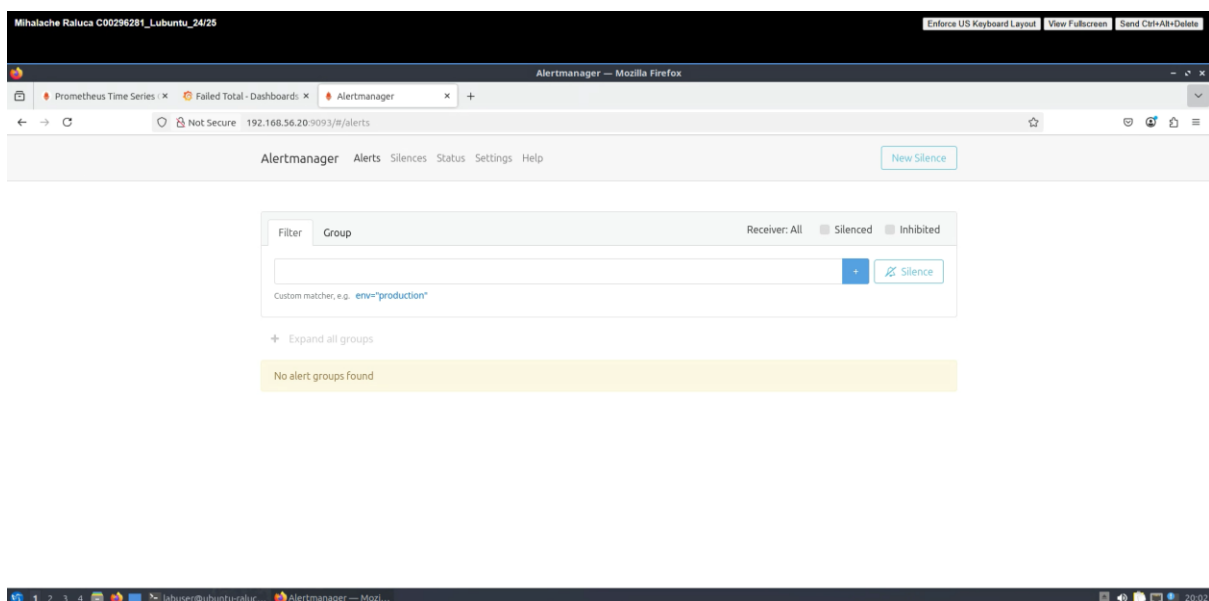 Mihalache Raluca C00296281_Lubuntu_24/25
Enforce US Keyboard Layout View Fullscreen Send Ctrl+Alt+Delete
Alertmanager — Mozilla Firefox
Prometheus Time Series Failed Total - Dashboards Alertmanager
Not Secure 192.168.56.20:9093/#/alerts
Alertmanager Alerts Silences Status Settings Help New Silence
Filter Group Receiver: All Silenced Inhibited
+ Silence
Custom matcher, e.g. env="production"
+ Expand all groups
No alert groups found
1 2 3 4 labuser@ubuntu-raluc... Alertmanager — Mozi... 20:02